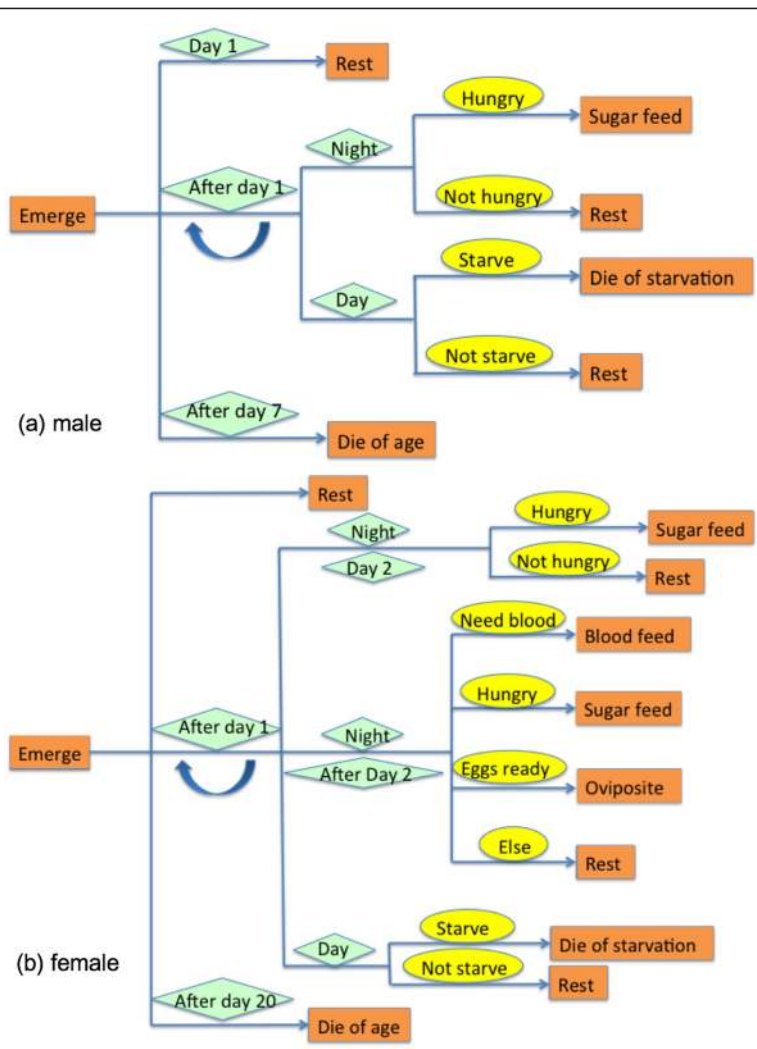 Day 1
Rest
Hungry
Sugar feed
Night
After day 1
Not hungry
Rest
Emerge
Starve
Die of starvation
Day
Not starve
Rest
After day 7
(a) male
Die of age
Rest
Hungry
Night
Sugar feed
Not hungry
Day 2
Rest
Need blood
Blood feed
Hungry
Sugar feed
After day 1
Night
Emerge
After Day 2
Eggs ready
Oviposite
Else
Rest
Starve
Day
Die of starvation
(b) female
Not starve
Rest
After day 20
Die of age